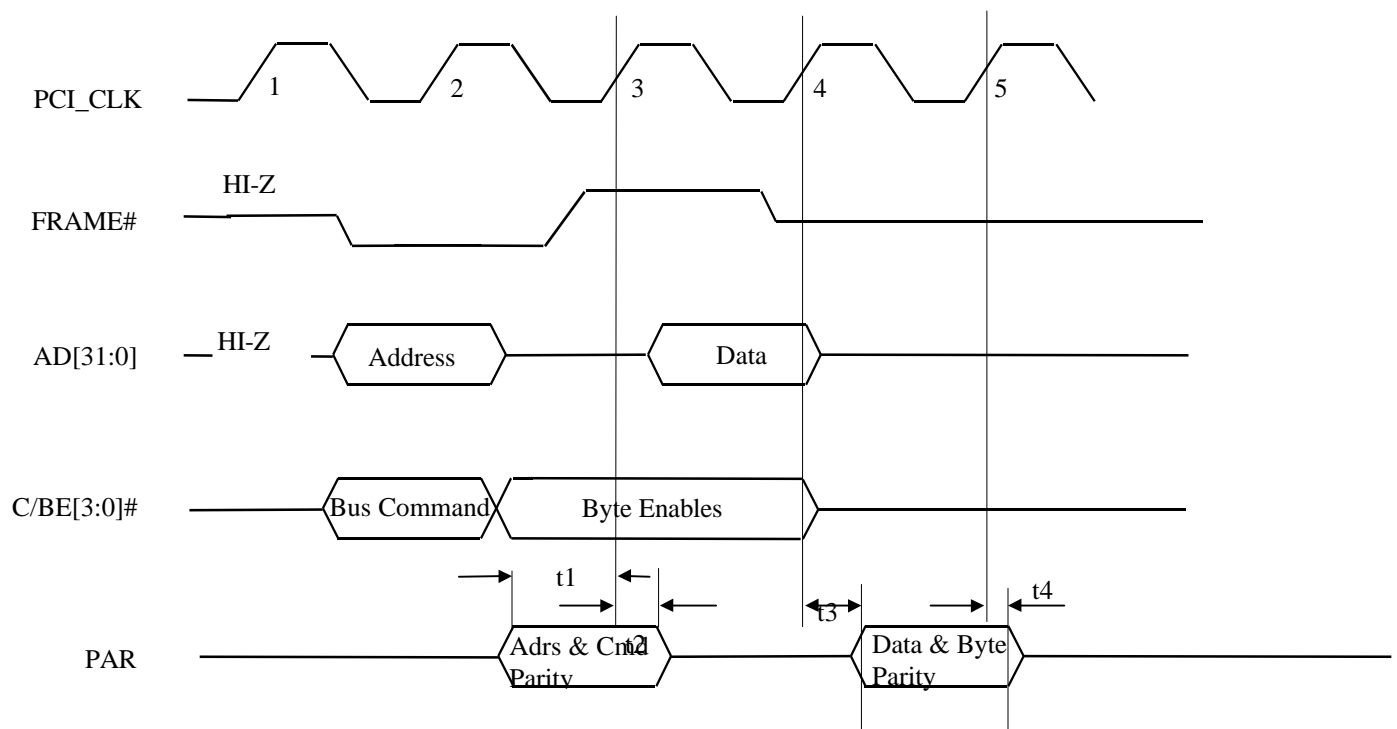 PCI_CLK
1
2
3
4
5
FRAME#
HI-Z
AD[31:0]
HI-Z
Address
Data
C/BE[3:0]#
Bus Command
Byte Enables
t1
t2
t3
t4
PAR
Adrs & Cmd
Parity
Data & Byte
Parity